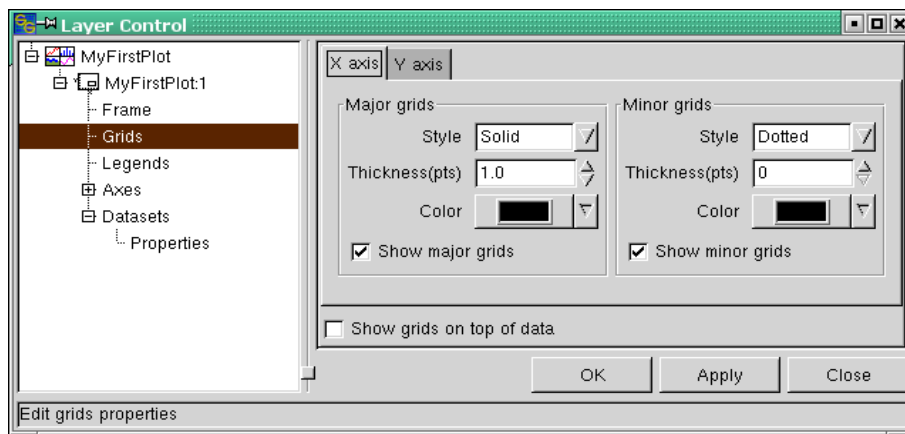 Layer Control
MyFirstPlot
MyFirstPlot:1
Frame
Grids
Legends
Axes
Datasets
Properties
X axis Y axis
Major grids
Style Solid
Thickness(pts) 1.0
Color
Show major grids
Minor grids
Style Dotted
Thickness(pts) 0
Color
Show minor grids
Show grids on top of data
OK Apply Close
Edit grids properties